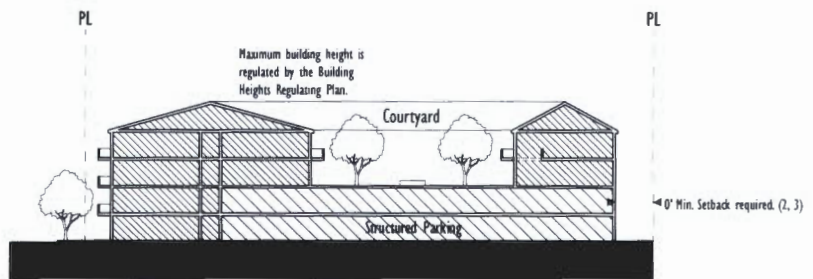 PL
PL
Maximum building height is
regulated by the Building
Heights Regulating Plan.
Courtyard
0' Min. Setback required. (2, 3)
Structured Parking